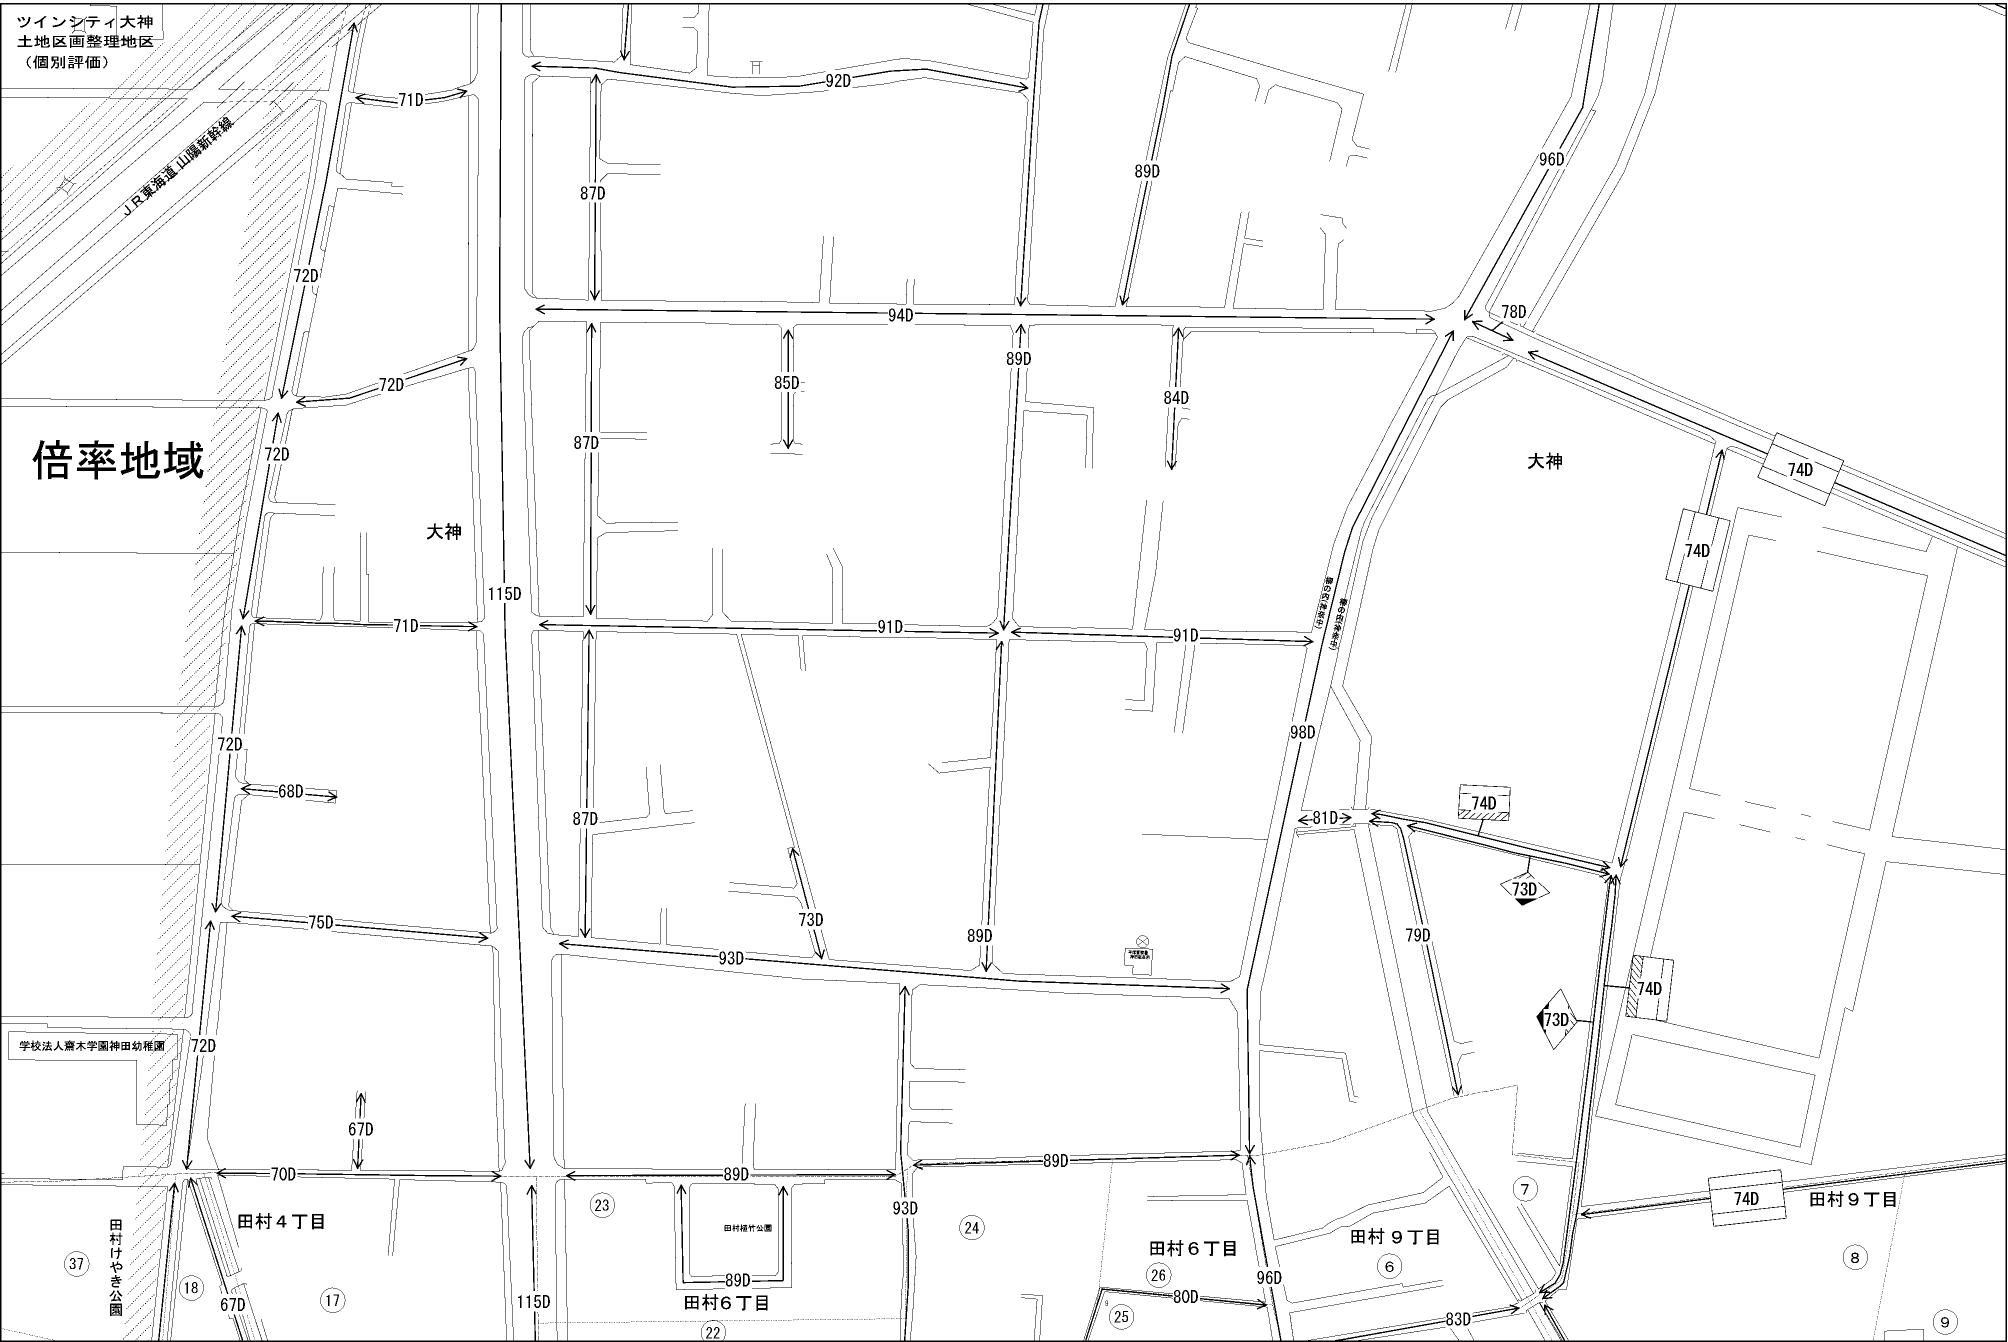 ツインシティ大神
土地区画整理地区
（個別評価）
92D
71D
JR東海道山陽新幹線
96D
89D
87D
72D
78D
94D
89D
85D
72D
84D
87D
72D
倍率地域
大神
74D
大神
74D
115D
71D
91D
91D
98D
72D
68D
74D
81D
87D
73D
73D
75D
79D
89D
93D
74D
73D
学校法人齋木学園神田幼稚園
72D
67D
89D
70D
89D
7
74D
田村９丁目
23
93D
田村４丁目
田村植竹公園
24
田村９丁目
田村６丁目
8
田村けやき公園
37
6
26
96D
89D
18
80D
17
67D
115D
田村６丁目
25
83D
9
22